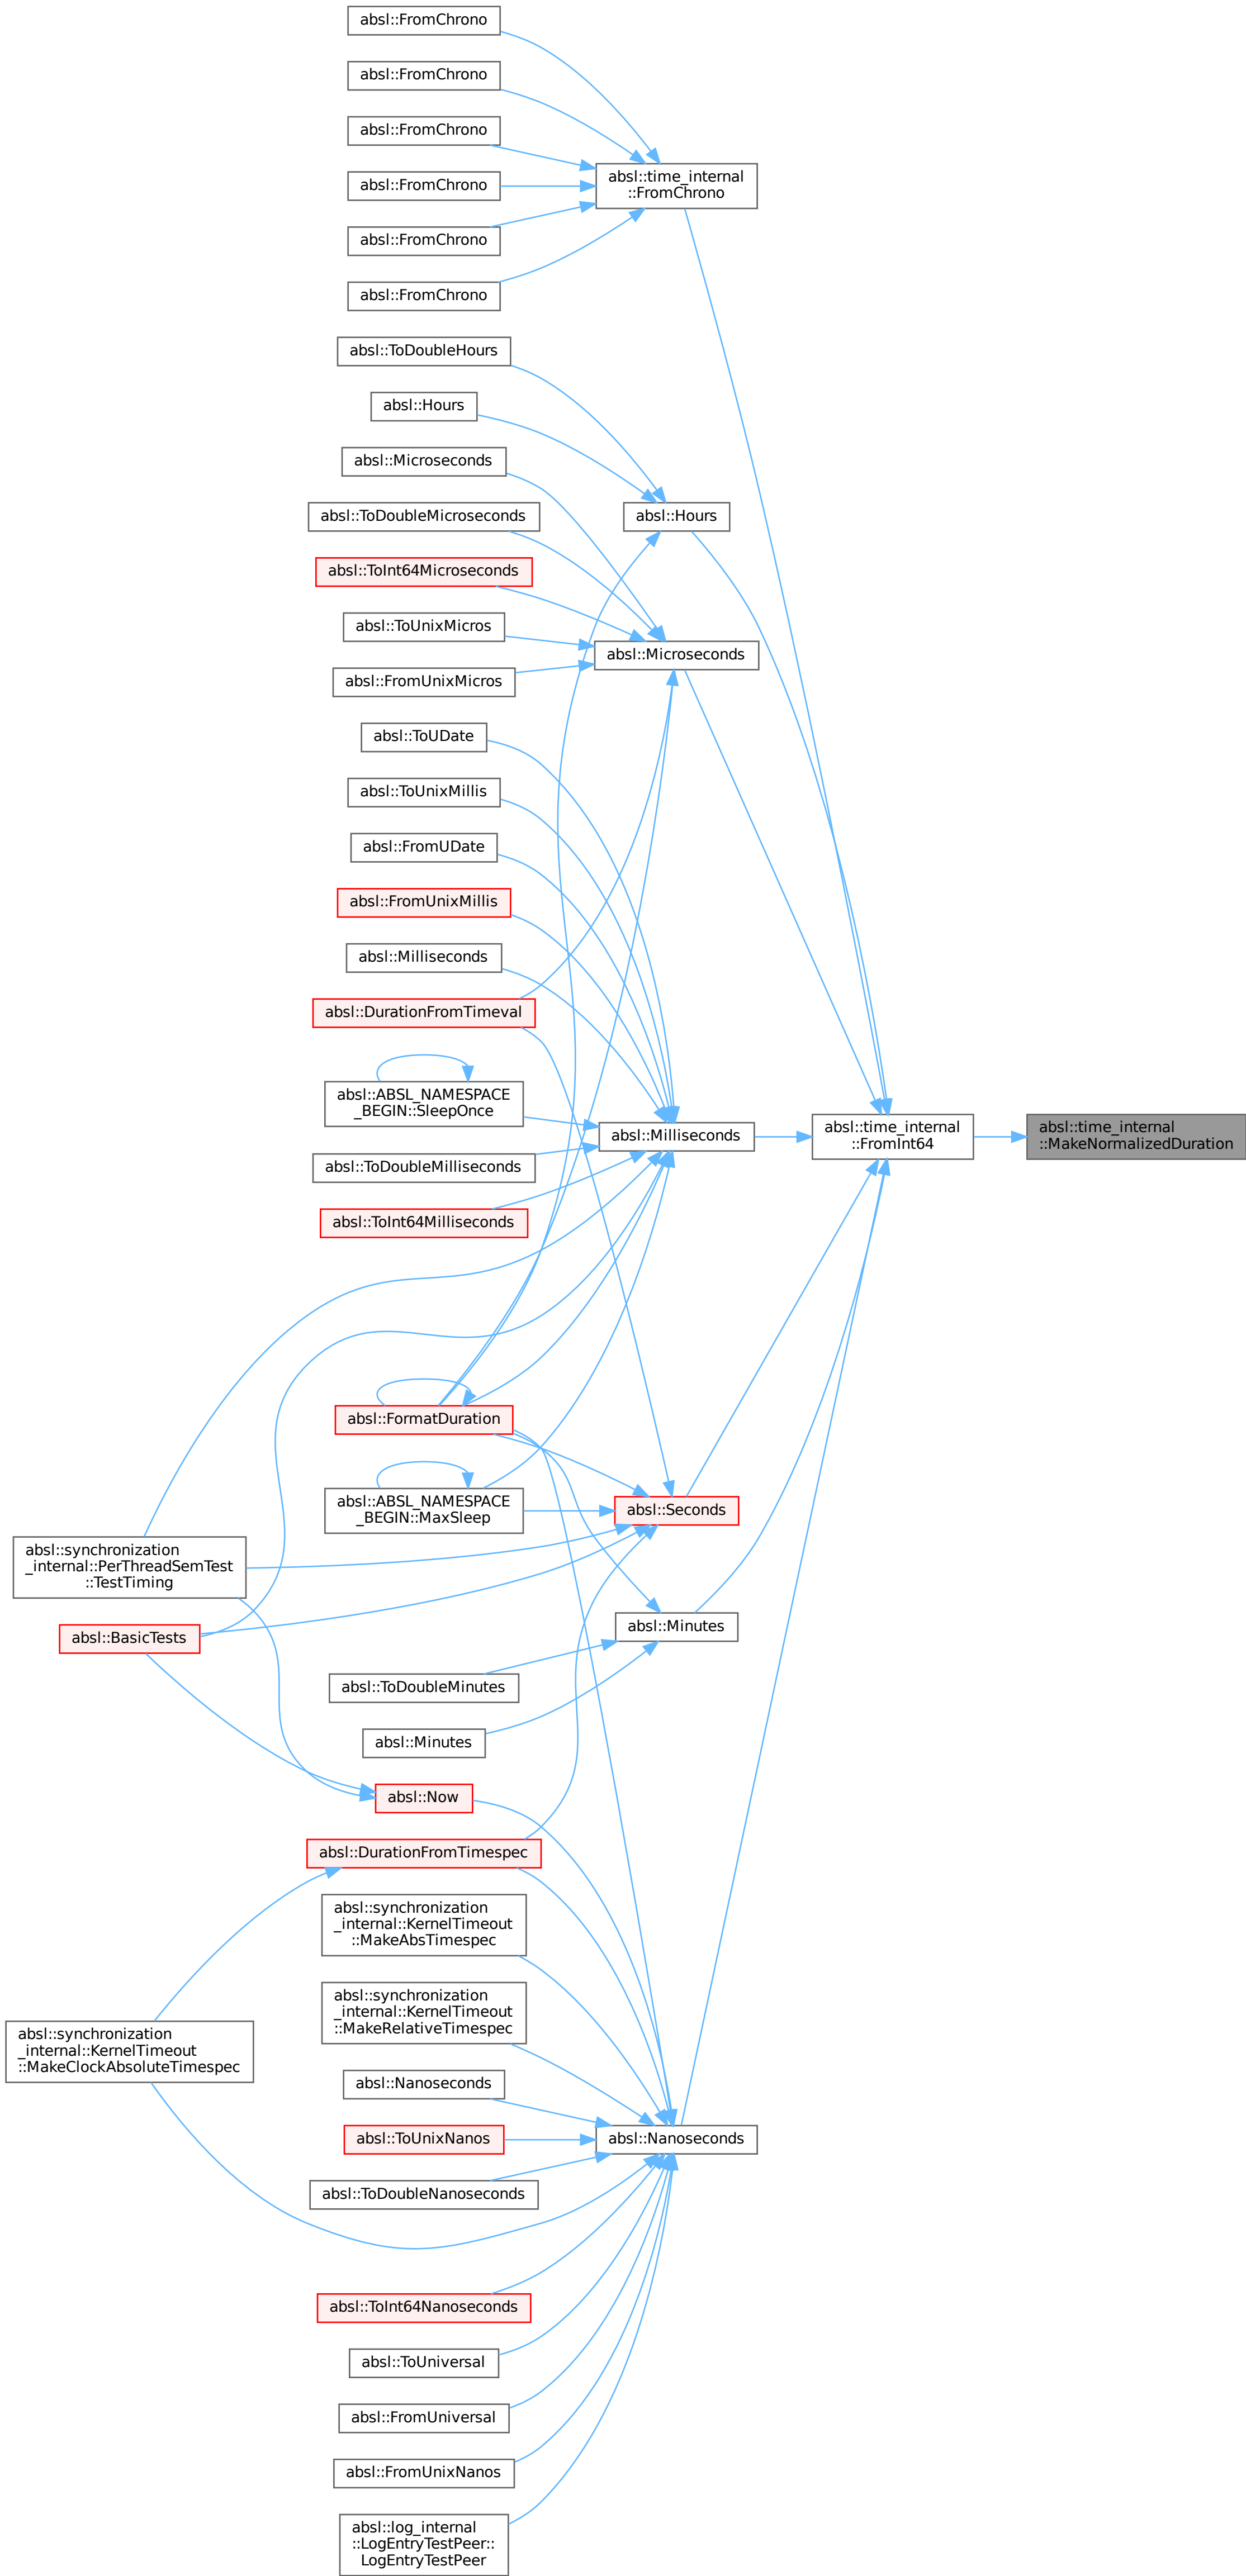 absl::FromChrono
absl::FromChrono
absl::FromChrono
absl::time_internal
::FromChrono
absl::FromChrono
absl::FromChrono
absl::FromChrono
absl::ToDoubleHours
absl::Hours
absl::Microseconds
absl::ToDoubleMicroseconds
absl::Hours
absl::ToInt64Microseconds
absl::ToUnixMicros
absl::Microseconds
absl::FromUnixMicros
absl::ToUDate
absl::ToUnixMillis
absl::FromUDate
absl::FromUnixMillis
absl::Milliseconds
absl::DurationFromTimeval
absl::ABSL_NAMESPACE
_BEGIN::SleepOnce
absl::Milliseconds
absl::time_internal
::FromInt64
absl::time_internal
::MakeNormalizedDuration
absl::ToDoubleMilliseconds
absl::ToInt64Milliseconds
absl::FormatDuration
absl::ABSL_NAMESPACE
_BEGIN::MaxSleep
absl::Seconds
absl::synchronization
_internal::PerThreadSemTest
::TestTiming
absl::BasicTests
absl::Minutes
absl::ToDoubleMinutes
absl::Minutes
absl::Now
absl::DurationFromTimespec
absl::synchronization
_internal::KernelTimeout
::MakeAbsTimespec
absl::synchronization
_internal::KernelTimeout
::MakeRelativeTimespec
absl::synchronization
_internal::KernelTimeout
::MakeClockAbsoluteTimespec
absl::Nanoseconds
absl::ToUnixNanos
absl::Nanoseconds
absl::ToDoubleNanoseconds
absl::ToInt64Nanoseconds
absl::ToUniversal
absl::FromUniversal
absl::FromUnixNanos
absl::log_internal
::LogEntryTestPeer::
LogEntryTestPeer